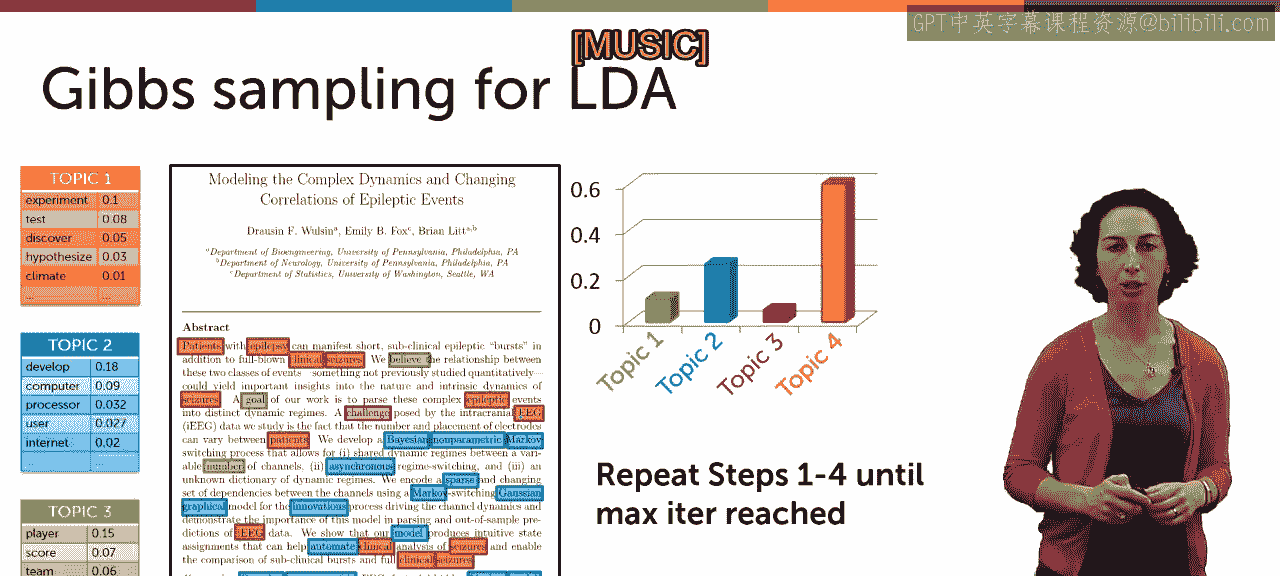 GPT中英字幕课程资源@bilibili.com
[MUSIC]
Gibbs sampling for LDA
TOPIC 1
experiment 0.1
test 0.08
discover 0.05
hypothesize 0.03
climate 0.01
.. ..
TOPIC 2
develop 0.18
computer 0.09
processor 0.032
user 0.027
internet 0.02
.. ..
TOPIC 3
player 0.15
score 0.07
team 0.06
Modeling the Complex Dynamics and Changing
Correlations of Epileptic Events
Drausin F. Wulsinᵃ, Emily B. Foxᶜ, Brian Littᵃ,ᵇ
ᵃDepartment of Bioengineering, University of Pennsylvania, Philadelphia, PA
ᵇDepartment of Neurology, University of Pennsylvania, Philadelphia, PA
ᶜDepartment of Statistics, University of Washington, Seattle, WA
Abstract
Patients with epilepsy can manifest short, sub-clinical epileptic “bursts” in
addition to full-blown clinical seizures. We believe the relationship between
these two classes of events something not previously studied quantitatively
could yield important insights into the nature and intrinsic dynamics of
seizures. A goal of our work is to parse these complex epileptic events
into distinct dynamic regimes. A challenge posed by the intracranial EEG
(iEEG) data we study is the fact that the number and placement of electrodes
can vary between patients. We develop a Bayesian nonparametric Markov
switching process that allows for (i) shared dynamic regimes between a vari-
able number of channels, (ii) asynchronous regime-switching, and (iii) an
unknown dictionary of dynamic regimes. We encode a sparse and changing
set of dependencies between the channels using a Markov-switching Gaussian
graphical model for the innovations process driving the channel dynamics and
demonstrate the importance of this model in parsing and out-of-sample pre-
dictions of iEEG data. We show that our model produces intuitive state
assignments that can help automate clinical analysis of seizures and enable
the comparison of sub-clinical bursts and full clinical seizures.
0.6
0.4
0.2
0
Topic 1
Topic 2
Topic 3
Topic 4
Repeat Steps 1-4 until
max iter reached